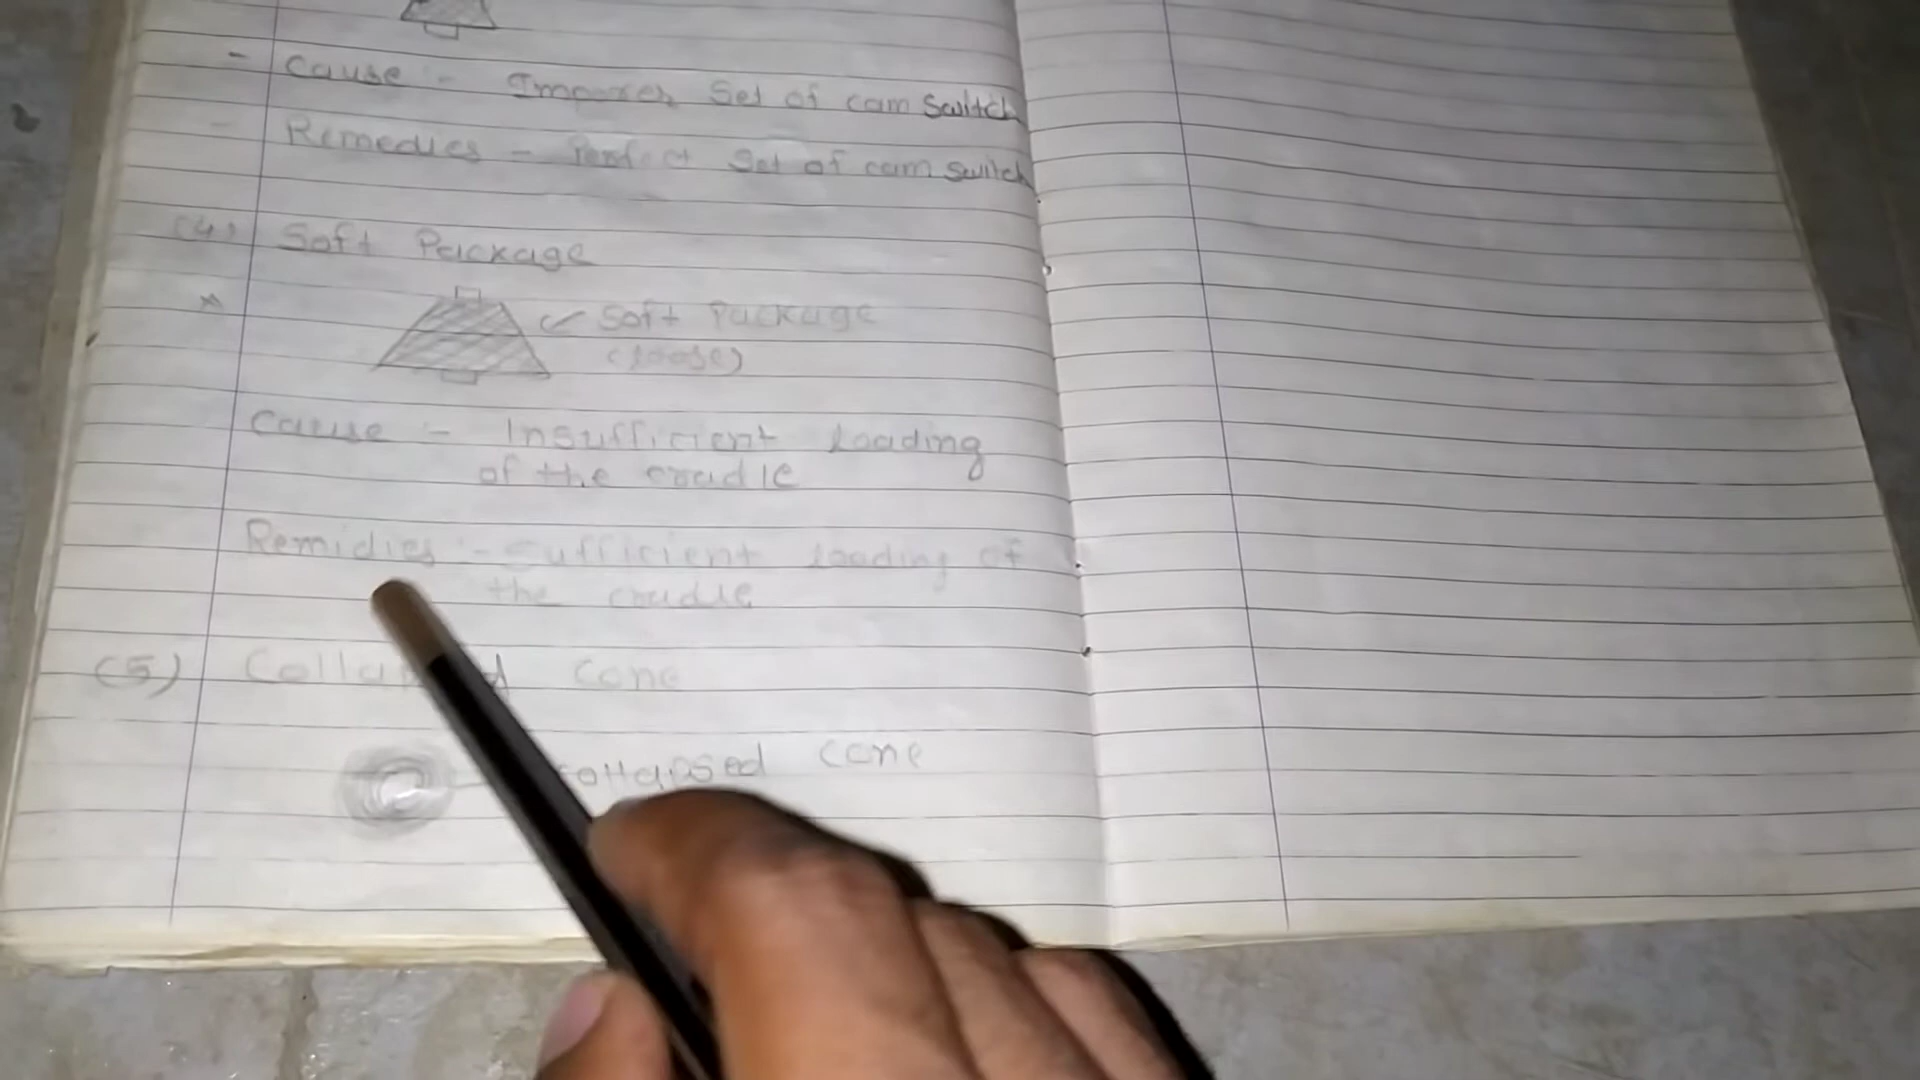 - Cause :- Improper Set of cam Switch
- Remedies - Perfect Set of cam Switch
(4) Soft Package
Soft Package
(loose)
Cause :- Insufficient loading
of the cradle
Remidies :- Sufficient loading of
the cradle
(5) Cone
collapsed cone